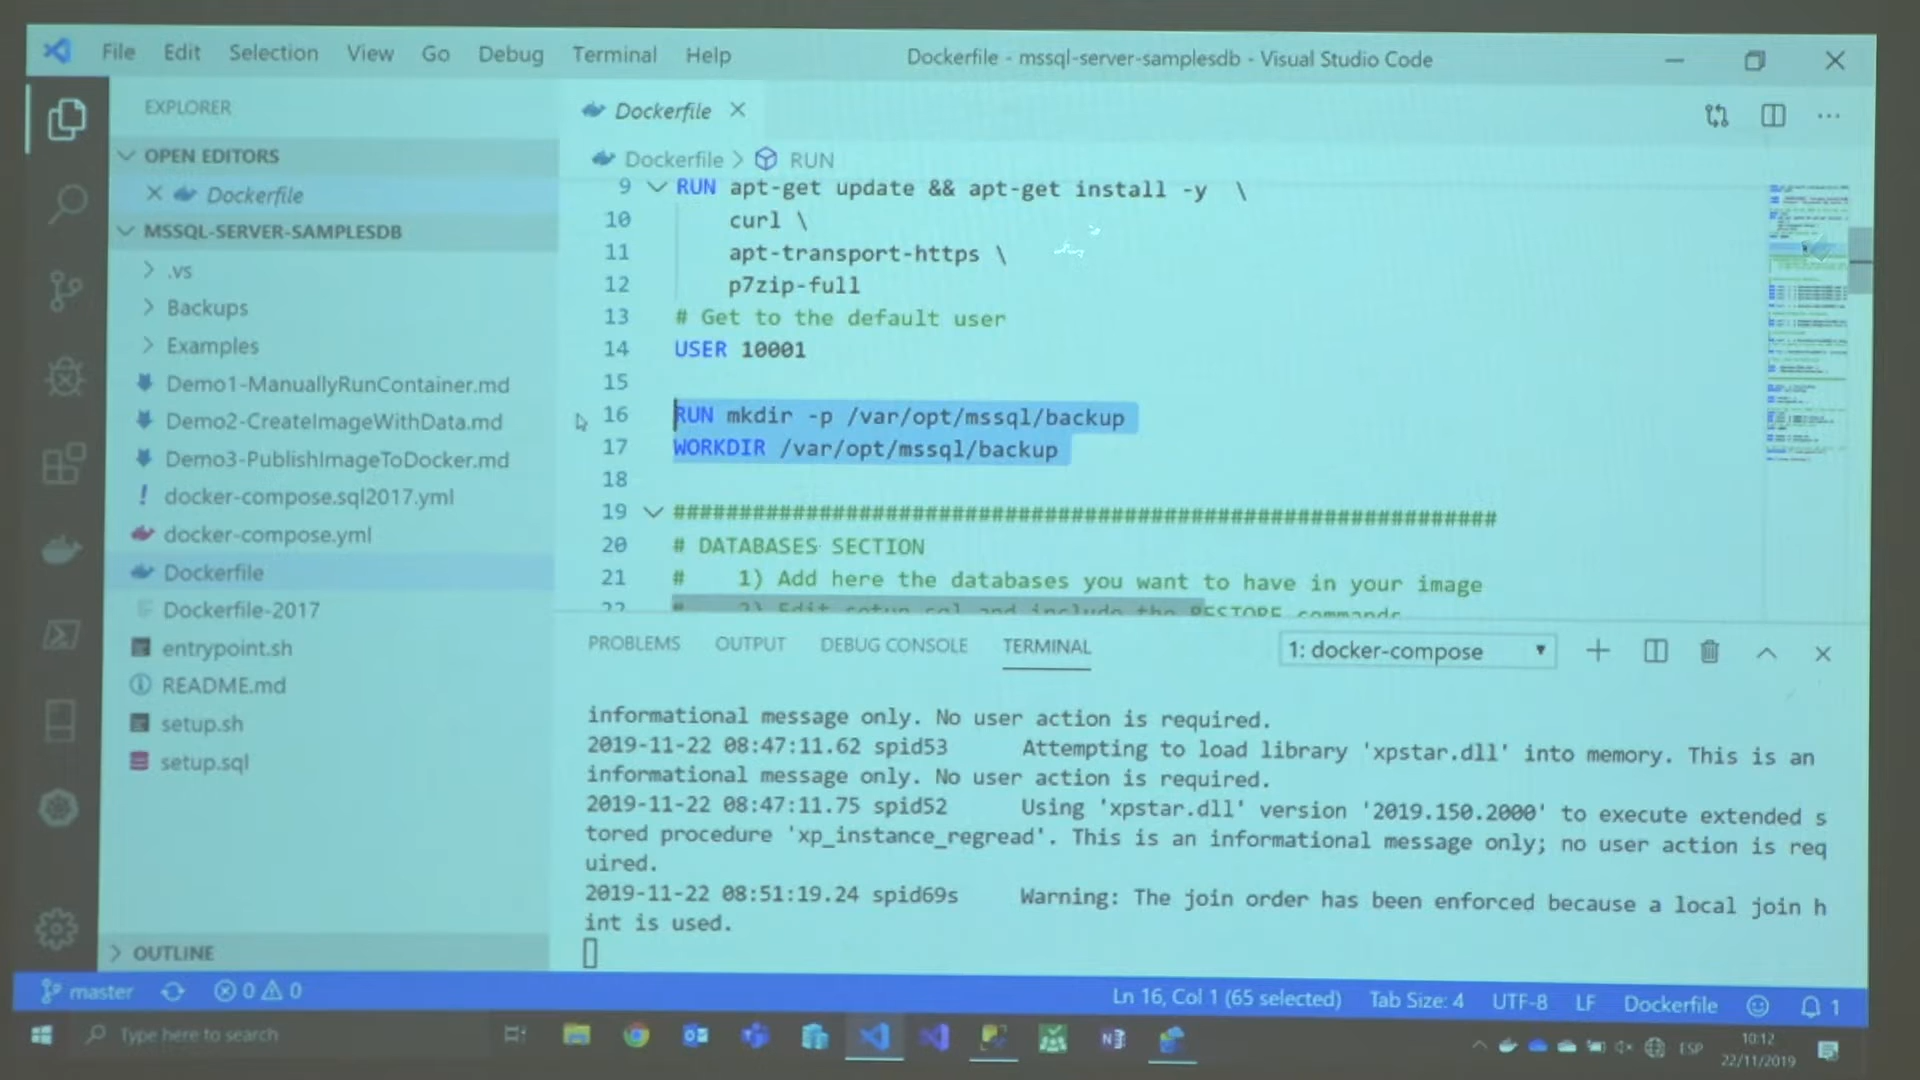 File Edit Selection View Go Debug Terminal Help
Dockerfile - mssql-server-samplesdb - Visual Studio Code
EXPLORER
OPEN EDITORS
Dockerfile
MSSQL-SERVER-SAMPLESDB
.vs
Backups
Examples
Demo1-ManuallyRunContainer.md
Demo2-CreateImageWithData.md
Demo3-PublishImageToDocker.md
docker-compose.sql2017.yml
docker-compose.yml
Dockerfile
Dockerfile-2017
entrypoint.sh
README.md
setup.sh
setup.sql
OUTLINE
Dockerfile
Dockerfile > RUN
9 RUN apt-get update && apt-get install -y \
10 curl \
11 apt-transport-https \
12 p7zip-full
13 # Get to the default user
14 USER 10001
15
16 RUN mkdir -p /var/opt/mssql/backup
17 WORKDIR /var/opt/mssql/backup
18
19 ##############################################################
20 # DATABASES SECTION
21 # 1) Add here the databases you want to have in your image
22 # 2) Edit setup.sql and include the RESTORE commands
PROBLEMS OUTPUT DEBUG CONSOLE TERMINAL
1: docker-compose
informational message only. No user action is required.
2019-11-22 08:47:11.62 spid53 Attempting to load library 'xpstar.dll' into memory. This is an
informational message only. No user action is required.
2019-11-22 08:47:11.75 spid52 Using 'xpstar.dll' version '2019.150.2000' to execute extended s
tored procedure 'xp_instance_regread'. This is an informational message only; no user action is req
uired.
2019-11-22 08:51:19.24 spid69s Warning: The join order has been enforced because a local join h
int is used.
master 0 0
Ln 16, Col 1 (65 selected) Tab Size: 4 UTF-8 LF Dockerfile 1
Type here to search
ESP
10:12
22/11/2019